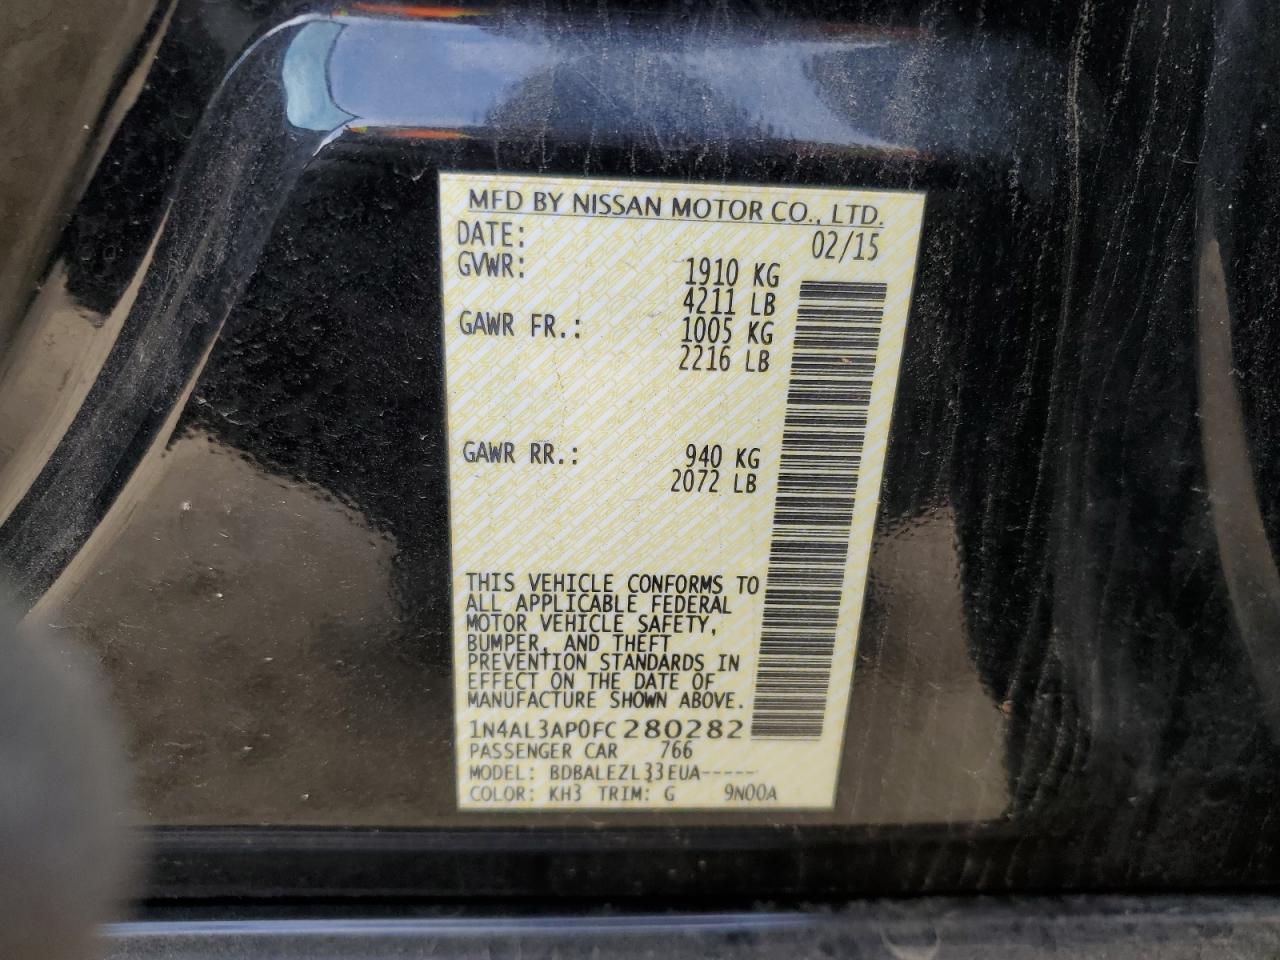 MFD BY NISSAN MOTOR CO., LTD.
DATE: 02/15
GVWR: 1910 KG
4211 LB
GAWR FR.: 1005 KG
2216 LB
GAWR RR.: 940 KG
2072 LB
THIS VEHICLE CONFORMS TO
ALL APPLICABLE FEDERAL
MOTOR VEHICLE SAFETY,
BUMPER, AND THEFT
PREVENTION STANDARDS IN
EFFECT ON THE DATE OF
MANUFACTURE SHOWN ABOVE.
1N4AL3AP0FC280282
PASSENGER CAR 766
MODEL: BDBALEZL33EUA-----
COLOR: KH3 TRIM: G 9N00A